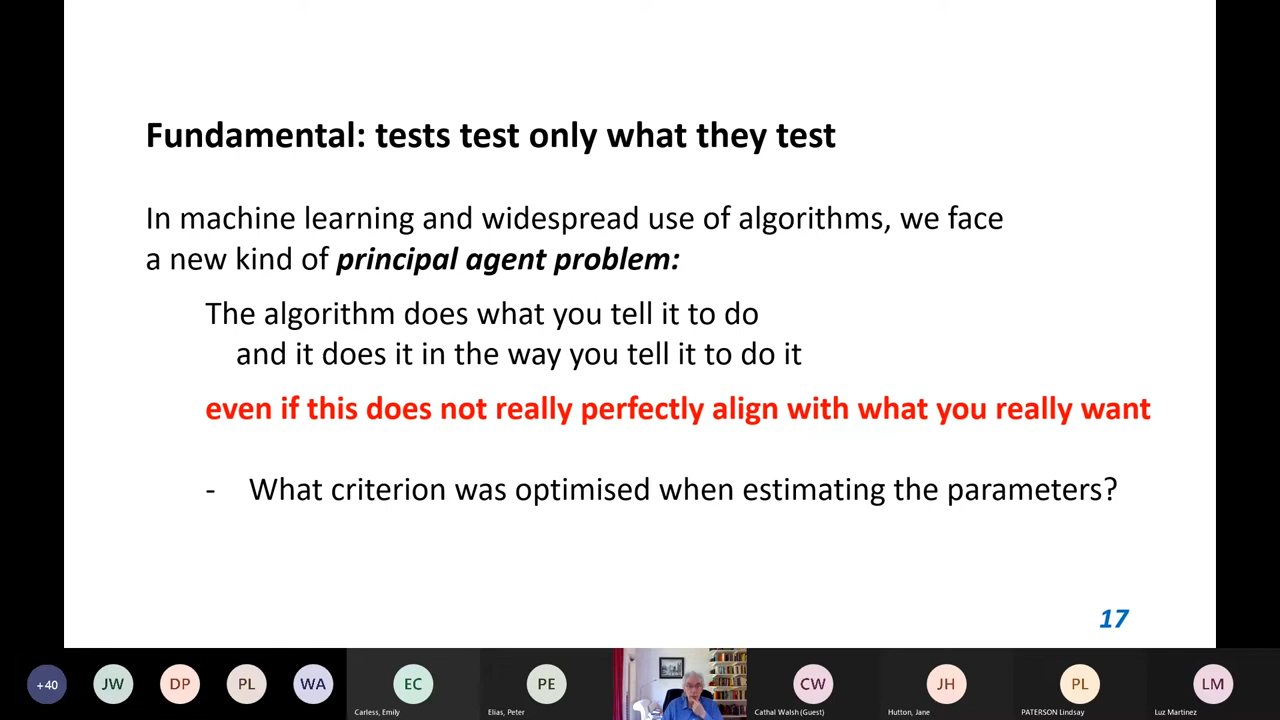 Fundamental: tests test only what they test
In machine learning and widespread use of algorithms, we face
a new kind of principal agent problem:
The algorithm does what you tell it to do
and it does it in the way you tell it to do it
even if this does not really perfectly align with what you really want
- What criterion was optimised when estimating the parameters?
17
+40 JW DP PL WA EC PE CW JH PL LM
Carless, Emily Elias, Peter Cathal Walsh (Guest) Hutton, Jane PATERSON Lindsay Luz Martinez